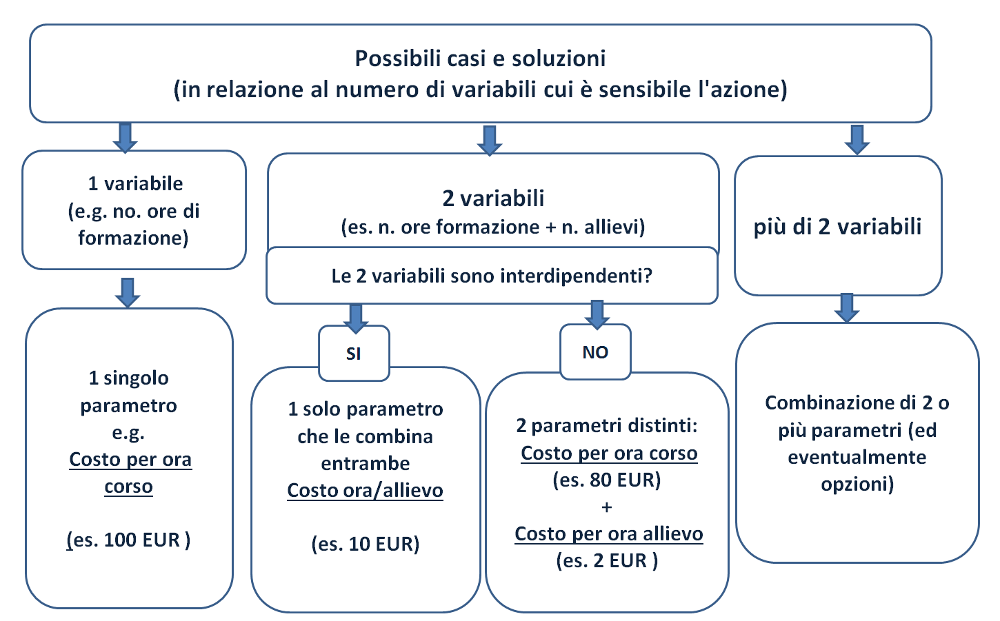 Possibili casi e soluzioni
(in relazione al numero di variabili cui è sensibile l'azione)
1 variabile
(e.g. no. ore di
formazione)
2 variabili
(es. n. ore formazione + n. allievi)
Le 2 variabili sono interdipendenti?
più di 2 variabili
1 singolo
parametro
e.g.
Costo per ora
corso
(es. 100 EUR )
SI
1 solo parametro
che le combina
entrambe
Costo ora/allievo
(es. 10 EUR)
NO
2 parametri distinti:
Costo per ora corso
(es. 80 EUR)
+
Costo per ora allievo
(es. 2 EUR )
Combinazione di 2 o
più parametri (ed
eventualmente
opzioni)